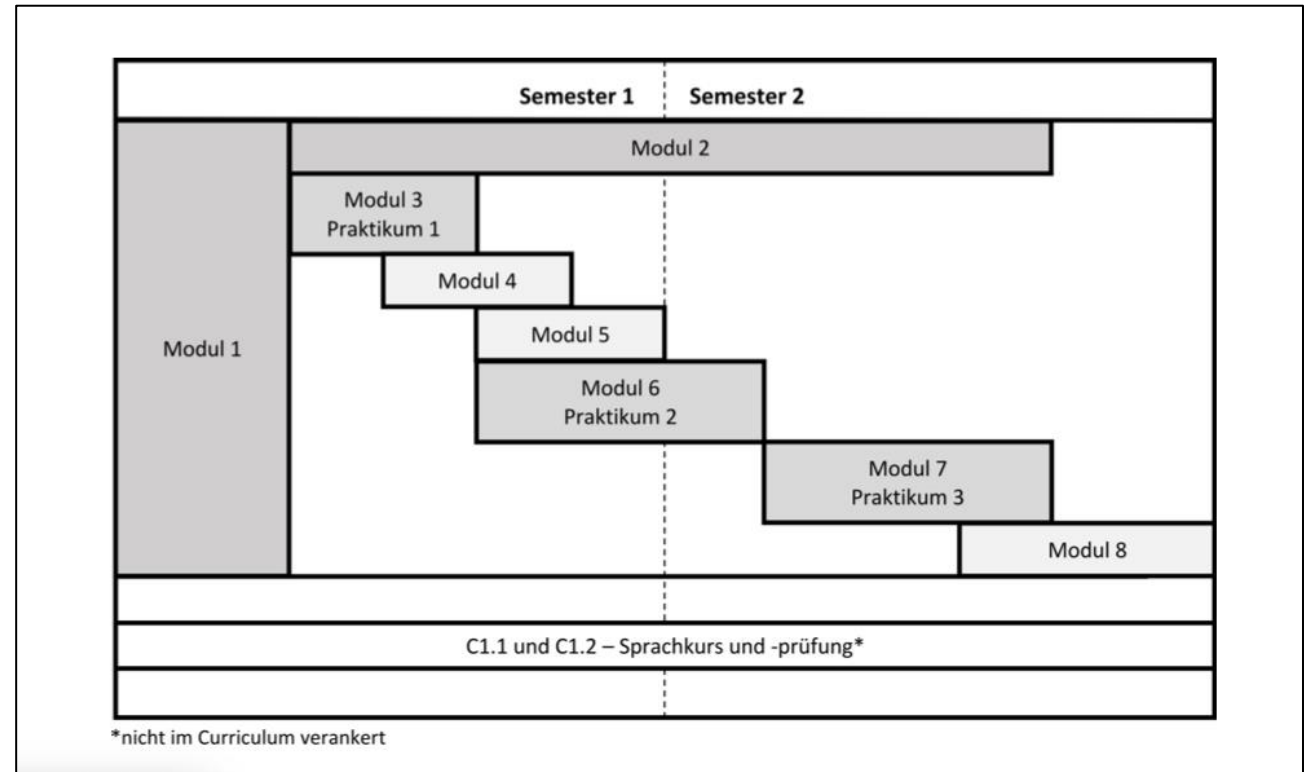 Semester 1 Semester 2
Modul 2
Modul 3
Praktikum 1
Modul 4
Modul 5
Modul 1
Modul 6
Praktikum 2
Modul 7
Praktikum 3
Modul 8
C1.1 und C1.2 – Sprachkurs und -prüfung*
*nicht im Curriculum verankert